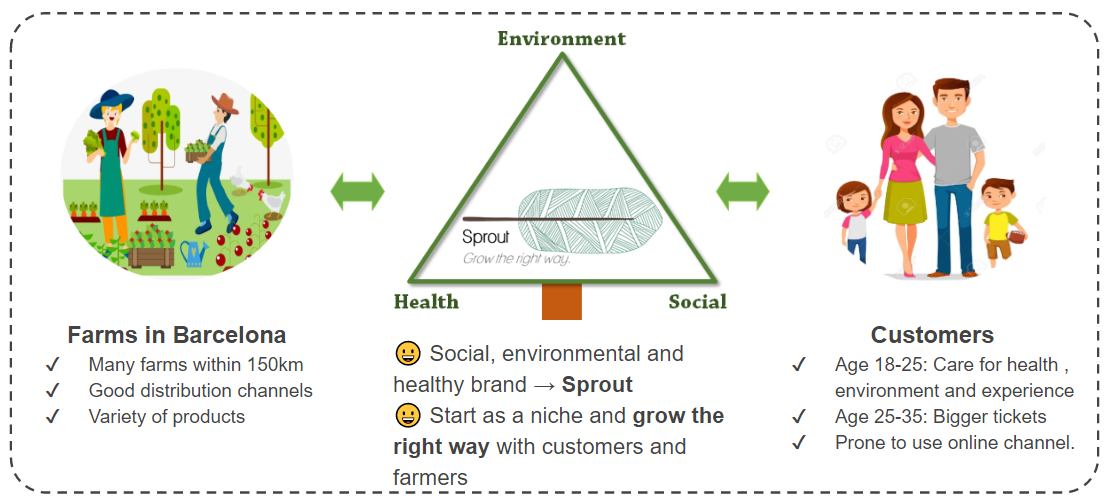 Environment
Sprout
Grow the right way.
Health
Social
Farms in Barcelona
✓ Many farms within 150km
✓ Good distribution channels
✓ Variety of products
😀 Social, environmental and
healthy brand → Sprout
😀 Start as a niche and grow the
right way with customers and
farmers
Customers
✓ Age 18-25: Care for health ,
environment and experience
✓ Age 25-35: Bigger tickets
✓ Prone to use online channel.